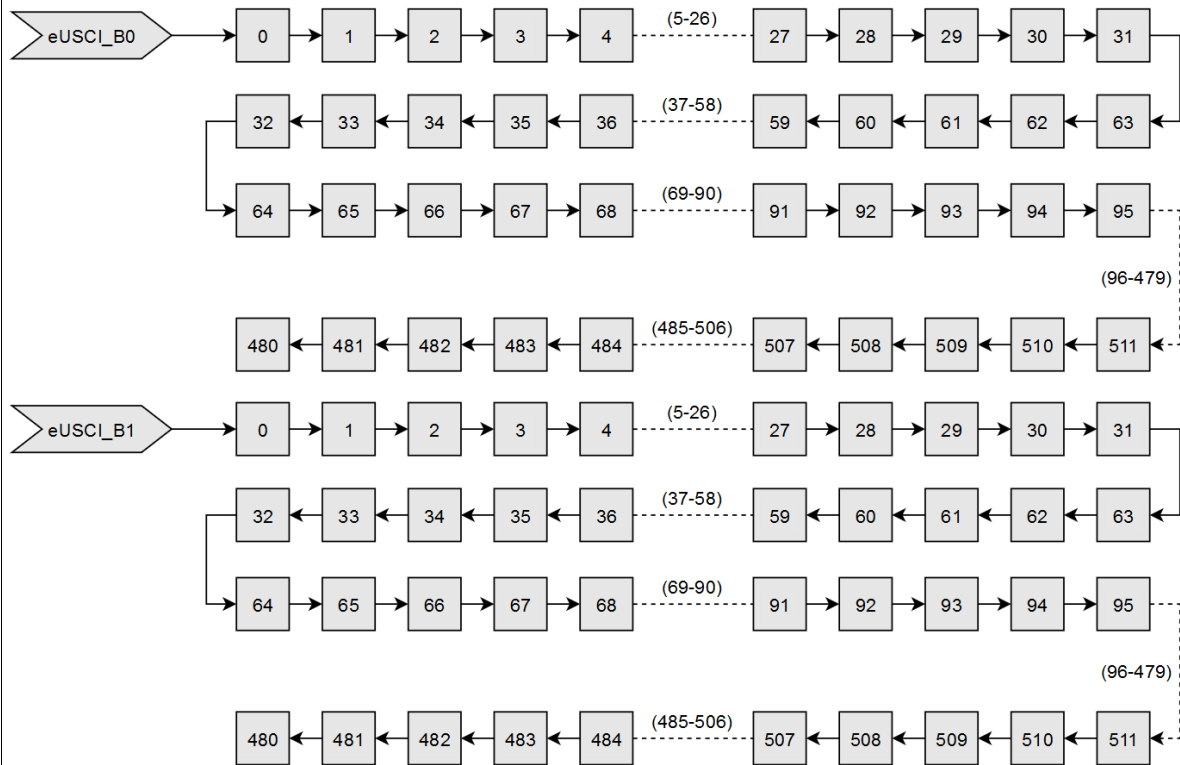 eUSCI_B0 0 1 2 3 4 (5-26) 27 28 29 30 31
32 33 34 35 36 (37-58) 59 60 61 62 63
64 65 66 67 68 (69-90) 91 92 93 94 95
(96-479)
480 481 482 483 484 (485-506) 507 508 509 510 511
eUSCI_B1 0 1 2 3 4 (5-26) 27 28 29 30 31
32 33 34 35 36 (37-58) 59 60 61 62 63
64 65 66 67 68 (69-90) 91 92 93 94 95
(96-479)
480 481 482 483 484 (485-506) 507 508 509 510 511